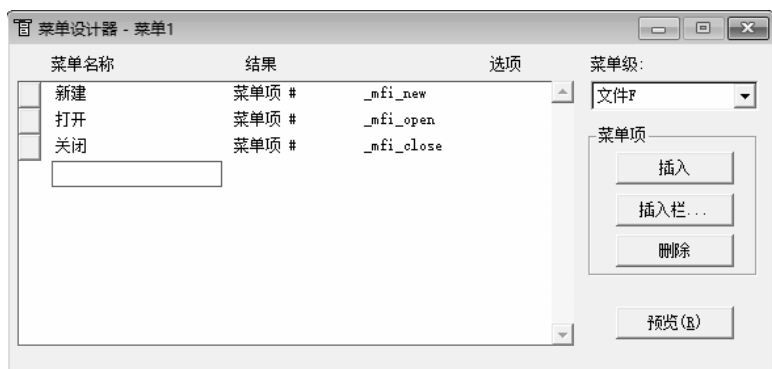 菜单设计器 - 菜单1
菜单名称 结果 选项 菜单级:
新建 菜单项 # _mfi_new 文件F
打开 菜单项 # _mfi_open
关闭 菜单项 # _mfi_close
菜单项
插入
插入栏...
删除
预览(R)